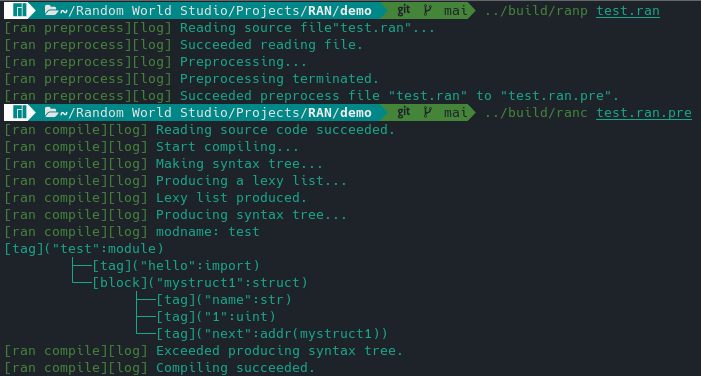 ~/Random World Studio/Projects/RAN/demo git mai ../build/ranp test.ran
[ran preprocess][log] Reading source file"test.ran"...
[ran preprocess][log] Succeeded reading file.
[ran preprocess][log] Preprocessing...
[ran preprocess][log] Preprocessing terminated.
[ran preprocess][log] Succeeded preprocess file "test.ran" to "test.ran.pre".
~/Random World Studio/Projects/RAN/demo git mai ../build/ranc test.ran.pre
[ran compile][log] Reading source code succeeded.
[ran compile][log] Start compiling...
[ran compile][log] Making syntax tree...
[ran compile][log] Producing a lexy list...
[ran compile][log] Lexy list produced.
[ran compile][log] Producing syntax tree...
[ran compile][log] modname: test
[tag]("test":module)
├──[tag]("hello":import)
└──[block]("mystruct1":struct)
├──[tag]("name":str)
├──[tag]("1":uint)
└──[tag]("next":addr(mystruct1))
[ran compile][log] Exceeded producing syntax tree.
[ran compile][log] Compiling succeeded.